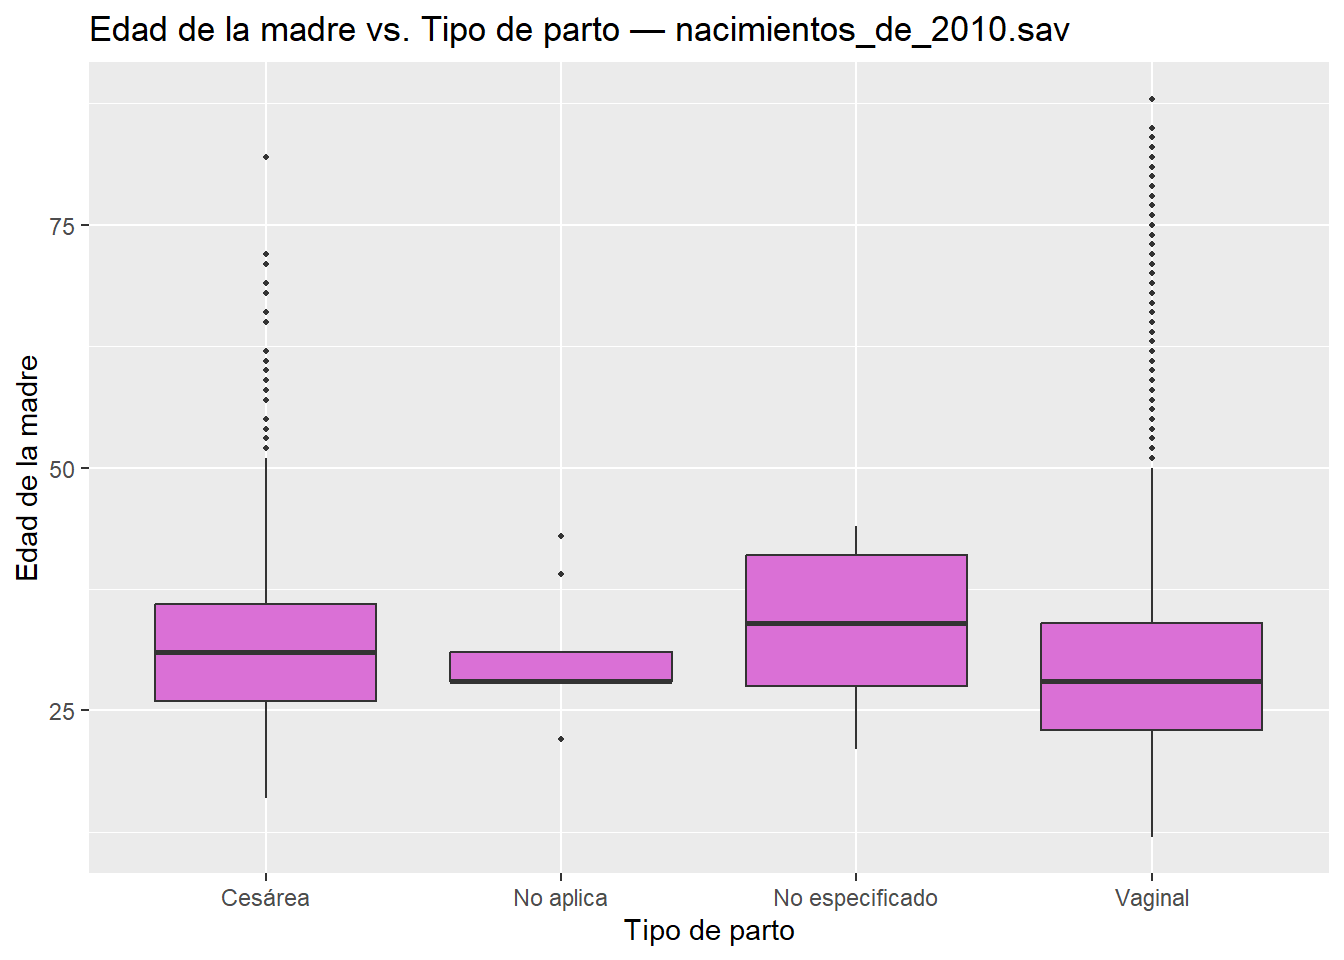 Edad de la madre vs. Tipo de parto — nacimientos_de_2010.sav
Edad de la madre
75
50
25
Cesárea
No aplica
No especificado
Vaginal
Tipo de parto